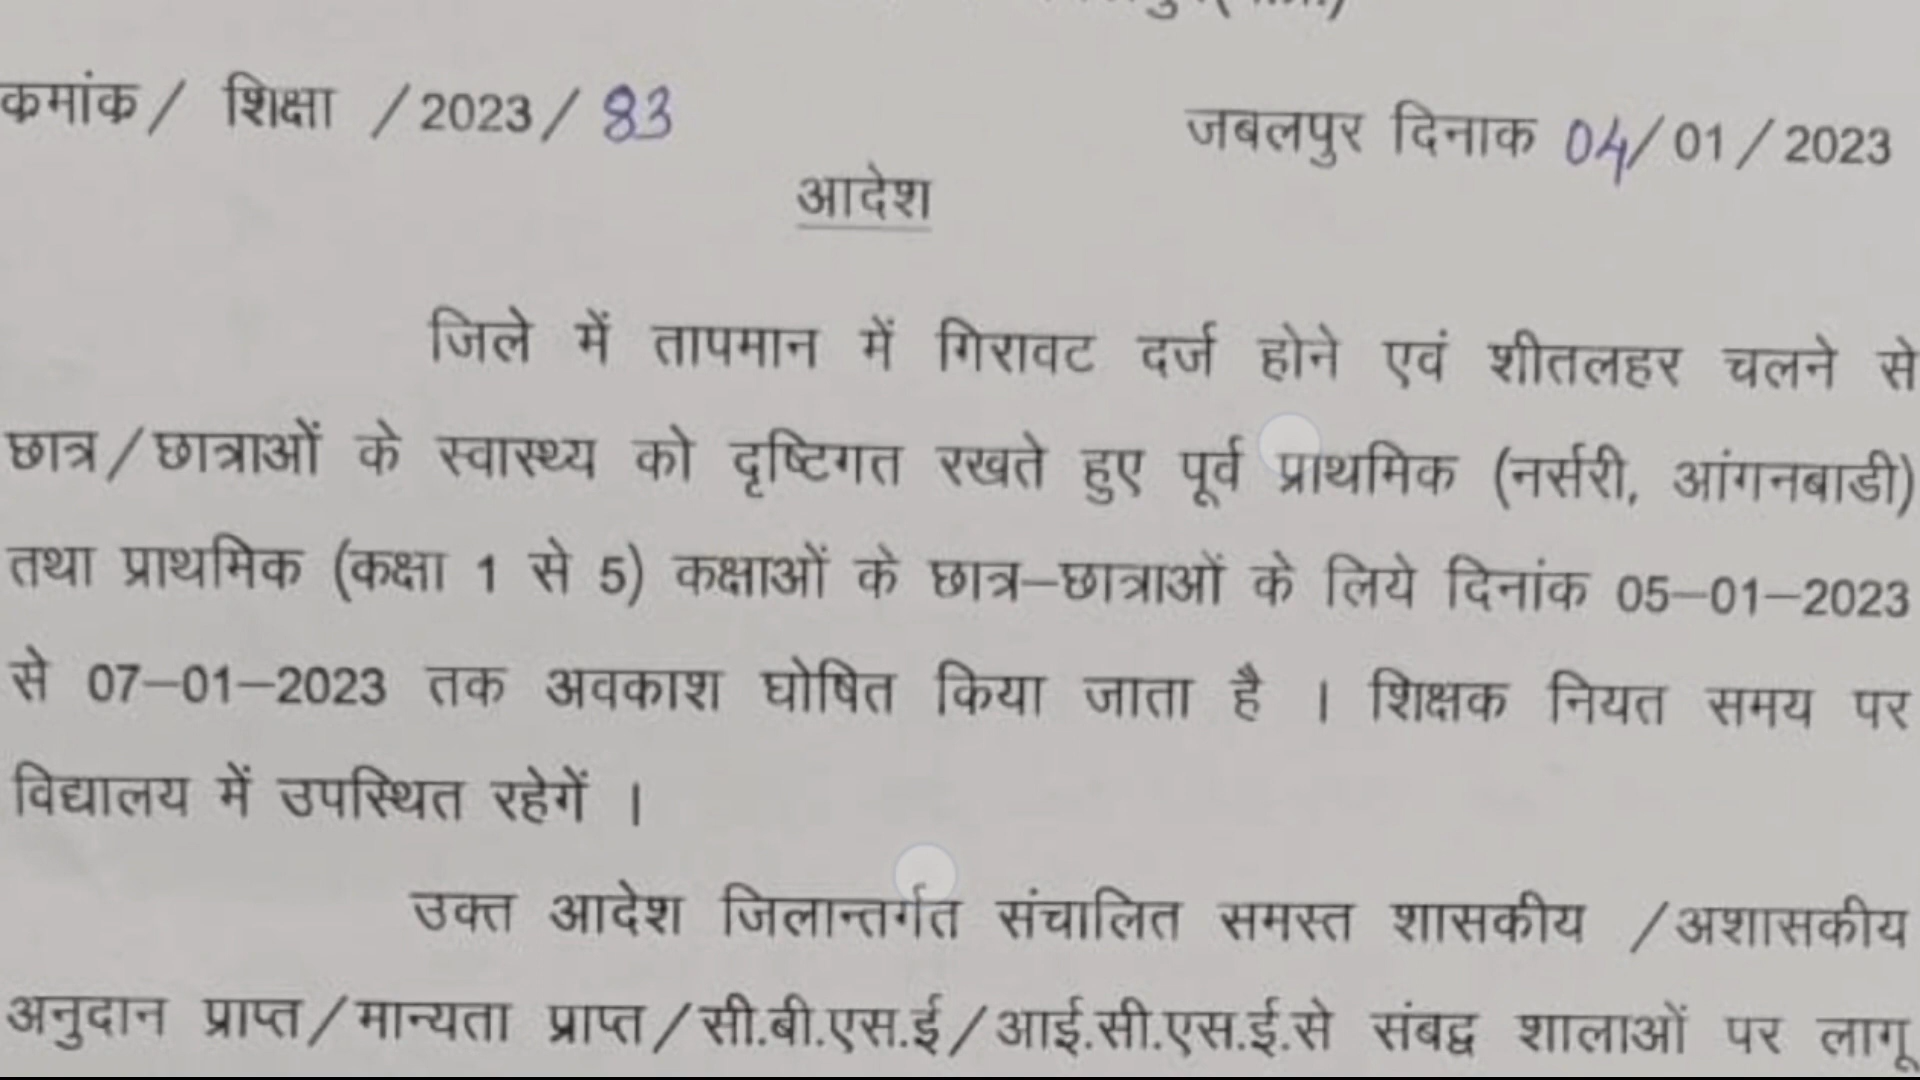 क्रमांक/ शिक्षा /2023/ 83
जबलपुर दिनाक 04/01/2023
आदेश
जिले में तापमान में गिरावट दर्ज होने एवं शीतलहर चलने से
छात्र/छात्राओं के स्वास्थ्य को दृष्टिगत रखते हुए पूर्व प्राथमिक (नर्सरी, आंगनबाडी)
तथा प्राथमिक (कक्षा 1 से 5) कक्षाओं के छात्र–छात्राओं के लिये दिनांक 05–01–2023
से 07–01–2023 तक अवकाश घोषित किया जाता है । शिक्षक नियत समय पर
विद्यालय में उपस्थित रहेगें ।
उक्त आदेश जिलान्तर्गत संचालित समस्त शासकीय /अशासकीय
अनुदान प्राप्त/मान्यता प्राप्त/सी.बी.एस.ई/आई.सी.एस.ई.से संबद्व शालाओं पर लागू